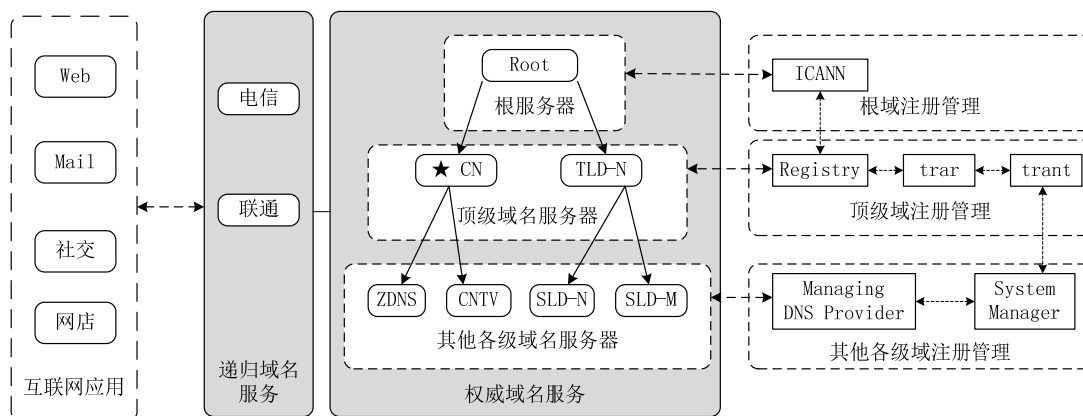 Web
Mail
社交
网店
互联网应用
电信
联通
递归域名
服务
Root
根服务器
★ CN
TLD-N
顶级域名服务器
ZDNS
CNTV
SLD-N
SLD-M
其他各级域名服务器
权威域名服务
ICANN
根域注册管理
Registry
trar
trant
顶级域注册管理
Managing
DNS Provider
System
Manager
其他各级域注册管理